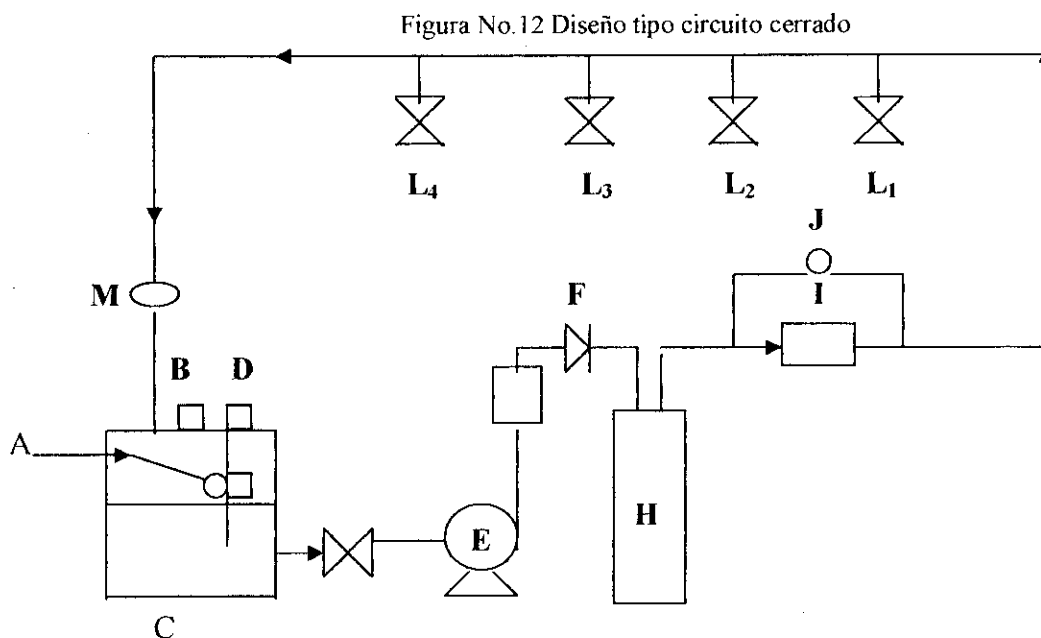 Figura No.12 Diseño tipo circuito cerrado
L₄ L₃ L₂ L₁
J
M F I
B D
A
E H
C